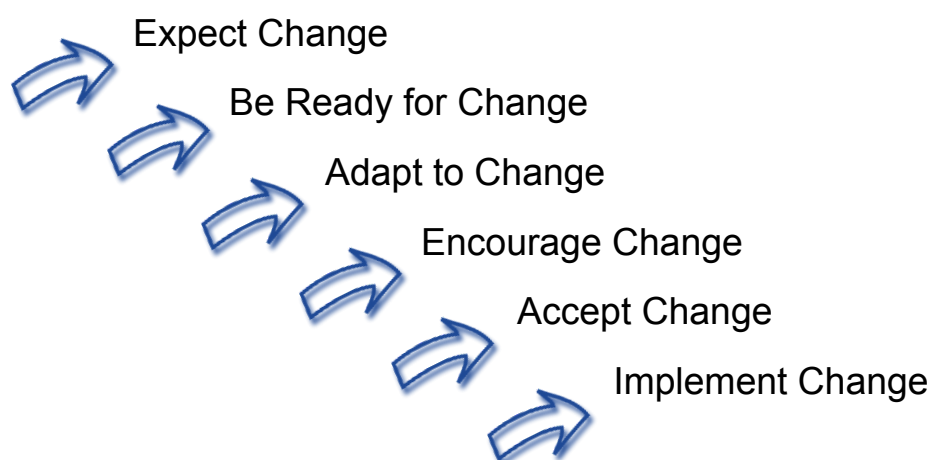 Expect Change
Be Ready for Change
Adapt to Change
Encourage Change
Accept Change
Implement Change